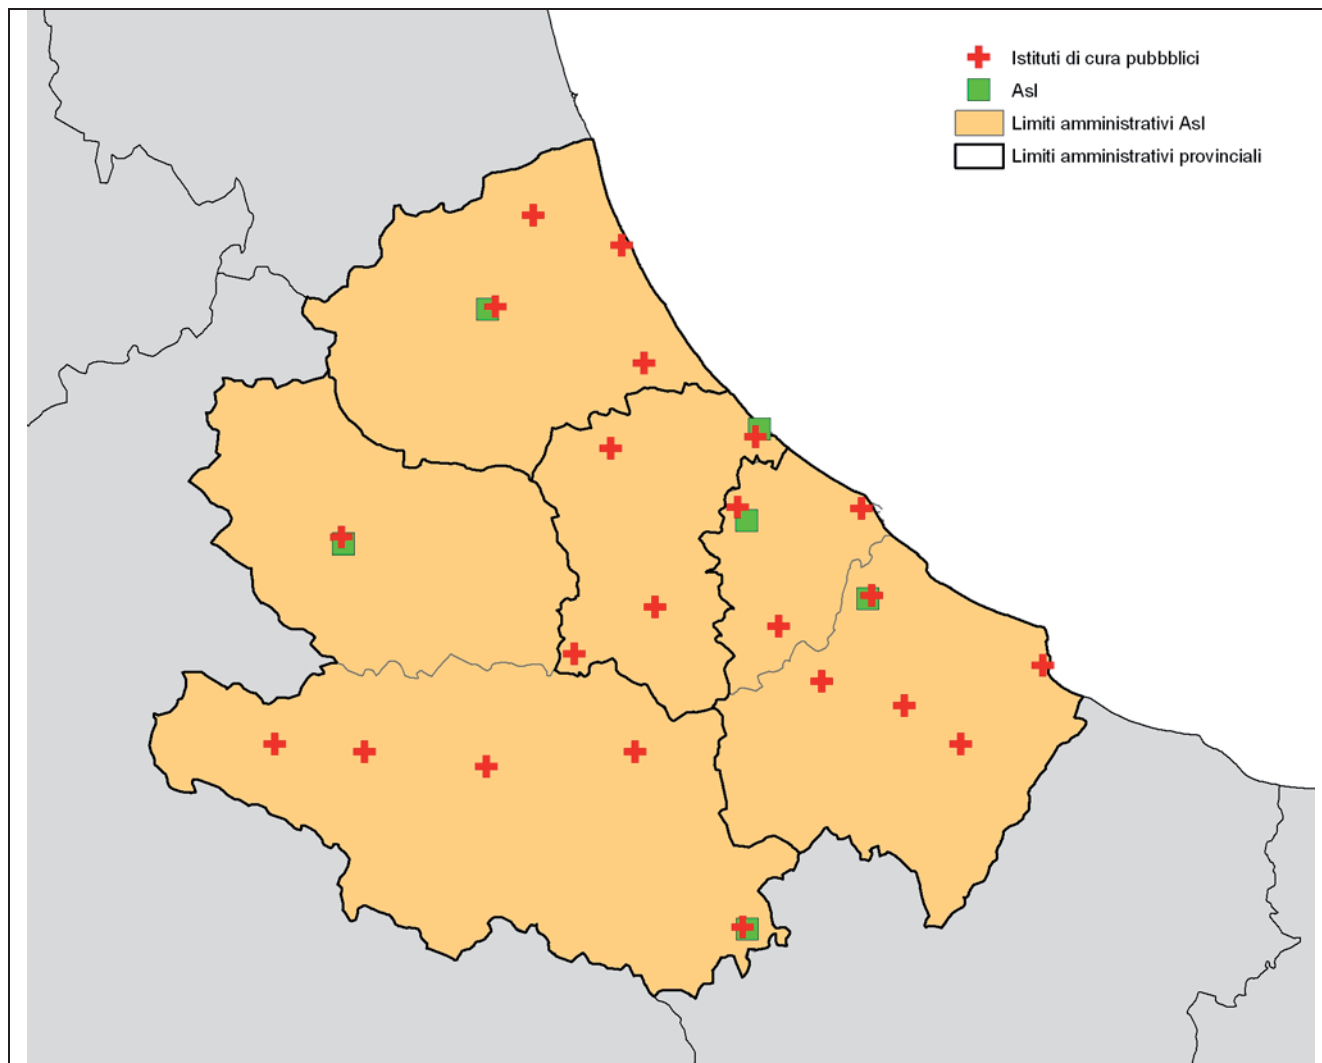 Istituti di cura pubbblici
Asl
Limiti amministrativi Asl
Limiti amministrativi provinciali